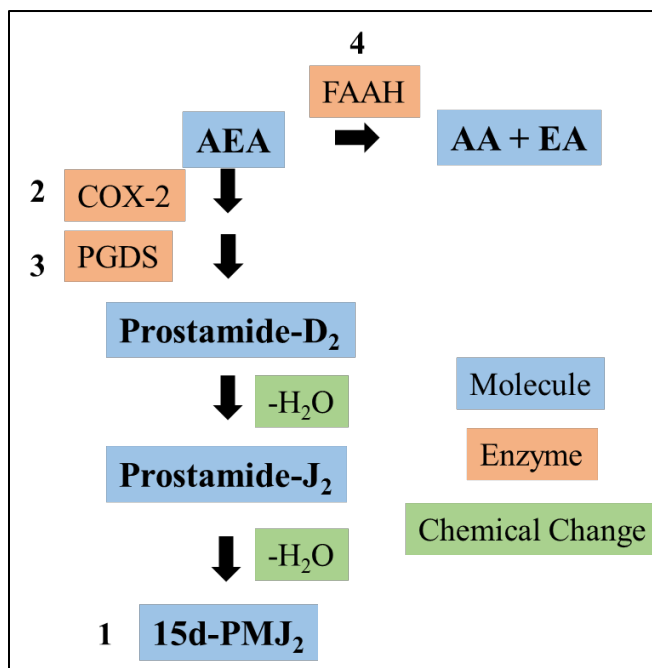 4
FAAH
AEA
AA + EA
2
COX-2
3
PGDS
Prostamide-D₂
-H₂O
Molecule
Prostamide-J₂
Enzyme
-H₂O
Chemical Change
1
15d-PMJ₂